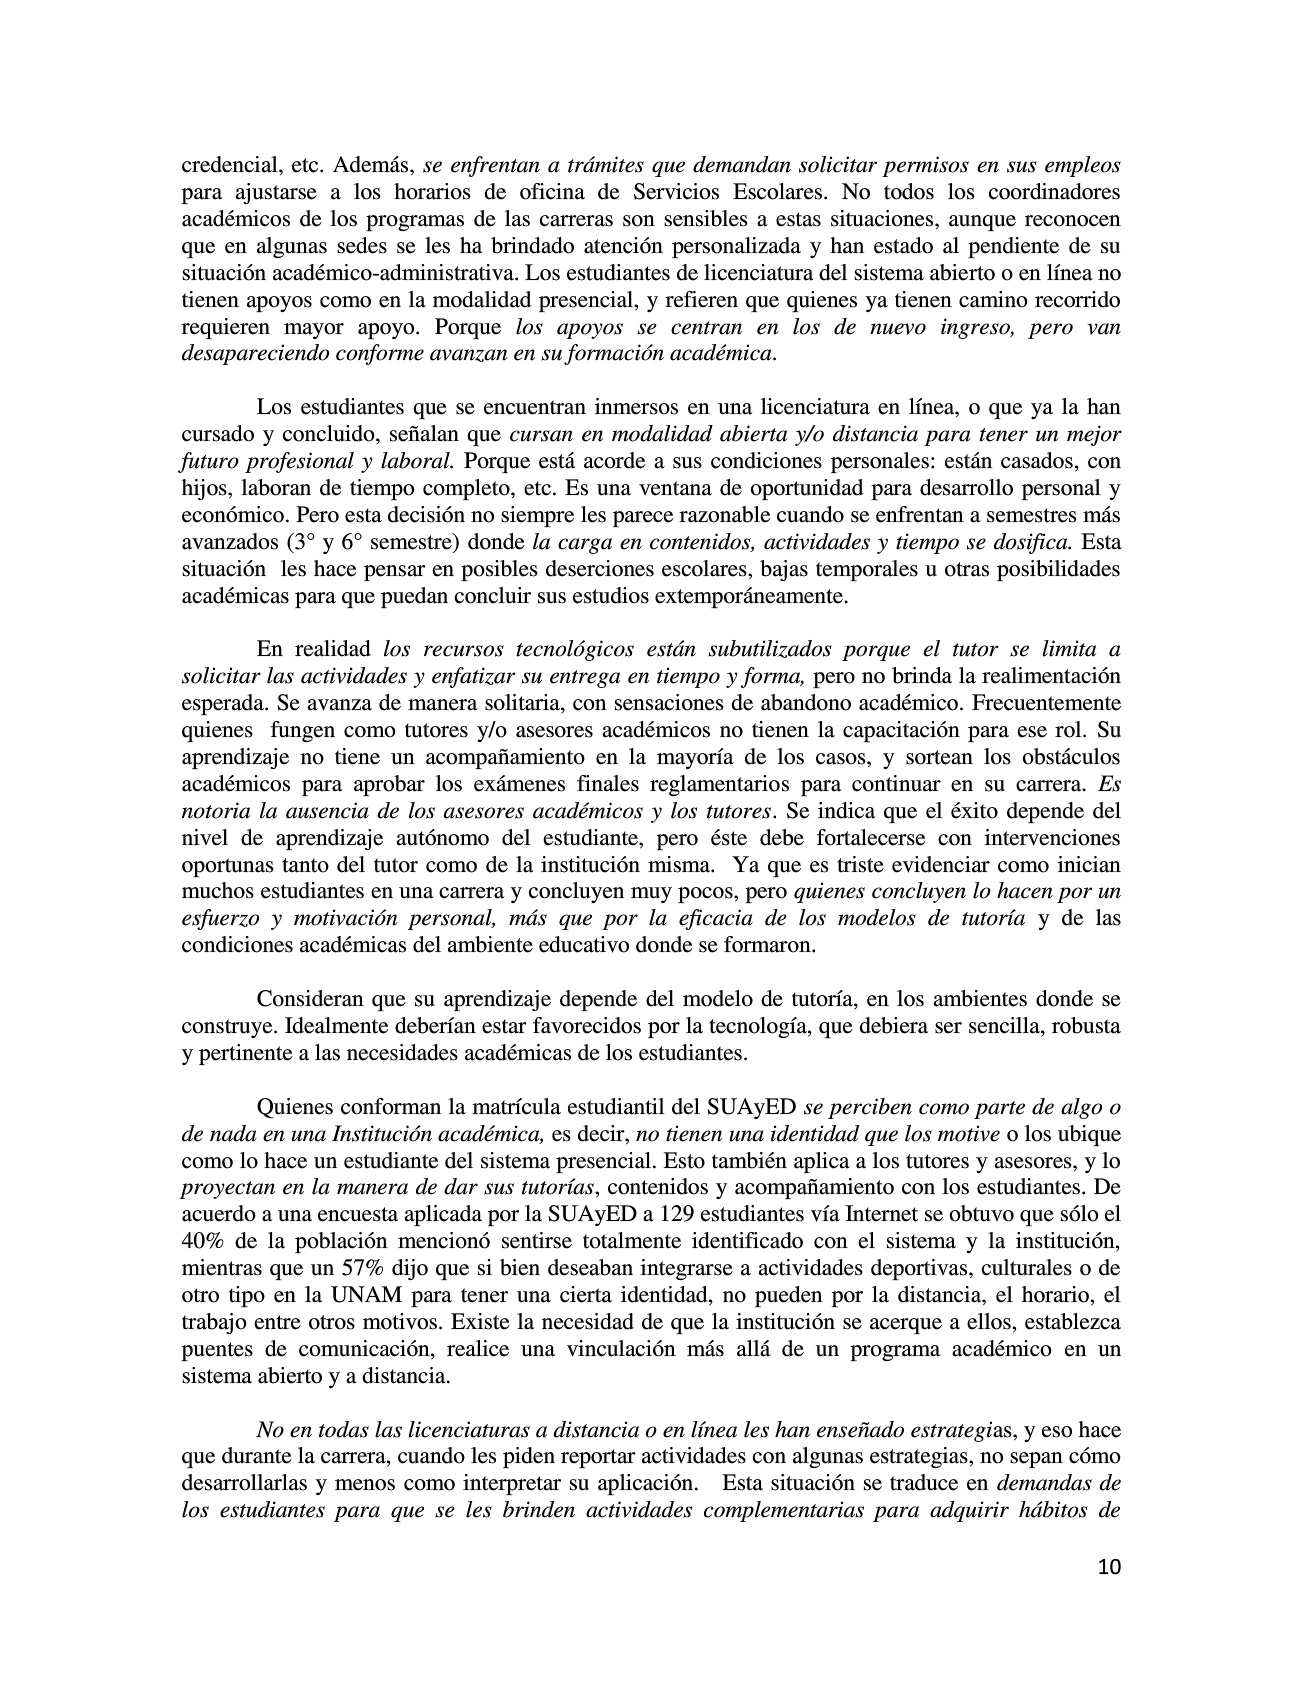 credencial, etc. Además, se enfrentan a trámites que demandan solicitar permisos en sus empleos
para ajustarse a los horarios de oficina de Servicios Escolares. No todos los coordinadores
académicos de los programas de las carreras son sensibles a estas situaciones, aunque reconocen
que en algunas sedes se les ha brindado atención personalizada y han estado al pendiente de su
situación académico-administrativa. Los estudiantes de licenciatura del sistema abierto o en línea no
tienen apoyos como en la modalidad presencial, y refieren que quienes ya tienen camino recorrido
requieren mayor apoyo. Porque los apoyos se centran en los de nuevo ingreso, pero van
desapareciendo conforme avanzan en su formación académica.
Los estudiantes que se encuentran inmersos en una licenciatura en línea, o que ya la han
cursado y concluido, señalan que cursan en modalidad abierta y/o distancia para tener un mejor
futuro profesional y laboral. Porque está acorde a sus condiciones personales: están casados, con
hijos, laboran de tiempo completo, etc. Es una ventana de oportunidad para desarrollo personal y
económico. Pero esta decisión no siempre les parece razonable cuando se enfrentan a semestres más
avanzados (3° y 6° semestre) donde la carga en contenidos, actividades y tiempo se dosifica. Esta
situación  les hace pensar en posibles deserciones escolares, bajas temporales u otras posibilidades
académicas para que puedan concluir sus estudios extemporáneamente.
En realidad los recursos tecnológicos están subutilizados porque el tutor se limita a
solicitar las actividades y enfatizar su entrega en tiempo y forma, pero no brinda la realimentación
esperada. Se avanza de manera solitaria, con sensaciones de abandono académico. Frecuentemente
quienes  fungen como tutores y/o asesores académicos no tienen la capacitación para ese rol. Su
aprendizaje no tiene un acompañamiento en la mayoría de los casos, y sortean los obstáculos
académicos para aprobar los exámenes finales reglamentarios para continuar en su carrera. Es
notoria la ausencia de los asesores académicos y los tutores. Se indica que el éxito depende del
nivel de aprendizaje autónomo del estudiante, pero éste debe fortalecerse con intervenciones
oportunas tanto del tutor como de la institución misma.  Ya que es triste evidenciar como inician
muchos estudiantes en una carrera y concluyen muy pocos, pero quienes concluyen lo hacen por un
esfuerzo y motivación personal, más que por la eficacia de los modelos de tutoría y de las
condiciones académicas del ambiente educativo donde se formaron.
Consideran que su aprendizaje depende del modelo de tutoría, en los ambientes donde se
construye. Idealmente deberían estar favorecidos por la tecnología, que debiera ser sencilla, robusta
y pertinente a las necesidades académicas de los estudiantes.
Quienes conforman la matrícula estudiantil del SUAyED se perciben como parte de algo o
de nada en una Institución académica, es decir, no tienen una identidad que los motive o los ubique
como lo hace un estudiante del sistema presencial. Esto también aplica a los tutores y asesores, y lo
proyectan en la manera de dar sus tutorías, contenidos y acompañamiento con los estudiantes. De
acuerdo a una encuesta aplicada por la SUAyED a 129 estudiantes vía Internet se obtuvo que sólo el
40% de la población mencionó sentirse totalmente identificado con el sistema y la institución,
mientras que un 57% dijo que si bien deseaban integrarse a actividades deportivas, culturales o de
otro tipo en la UNAM para tener una cierta identidad, no pueden por la distancia, el horario, el
trabajo entre otros motivos. Existe la necesidad de que la institución se acerque a ellos, establezca
puentes de comunicación, realice una vinculación más allá de un programa académico en un
sistema abierto y a distancia.
No en todas las licenciaturas a distancia o en línea les han enseñado estrategias, y eso hace
que durante la carrera, cuando les piden reportar actividades con algunas estrategias, no sepan cómo
desarrollarlas y menos como interpretar su aplicación.  Esta situación se traduce en demandas de
los estudiantes para que se les brinden actividades complementarias para adquirir hábitos de
10